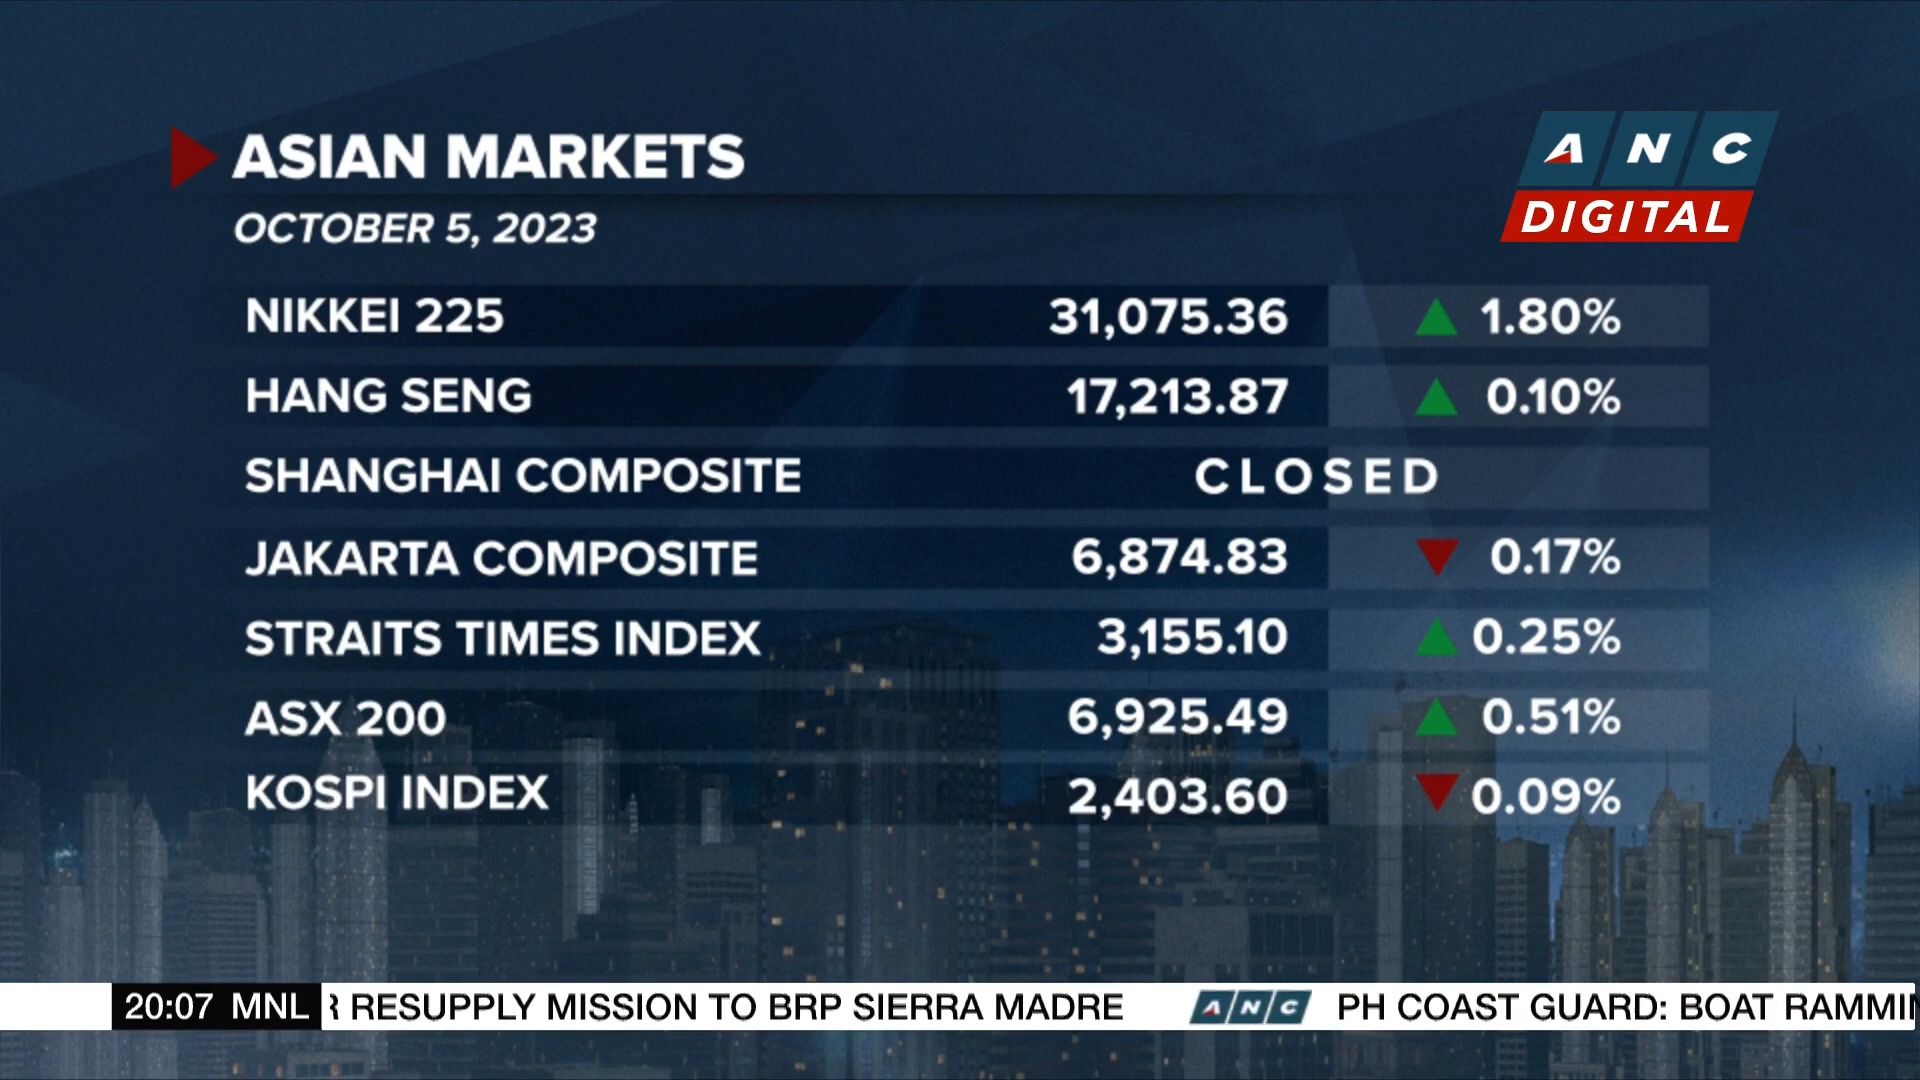 ASIAN MARKETS
OCTOBER 5, 2023
ANC
DIGITAL
NIKKEI 225 31,075.36 1.80%
HANG SENG 17,213.87 0.10%
SHANGHAI COMPOSITE CLOSED
JAKARTA COMPOSITE 6,874.83 0.17%
STRAITS TIMES INDEX 3,155.10 0.25%
ASX 200 6,925.49 0.51%
KOSPI INDEX 2,403.60 0.09%
20:07 MNL RESUPPLY MISSION TO BRP SIERRA MADRE ANC PH COAST GUARD: BOAT